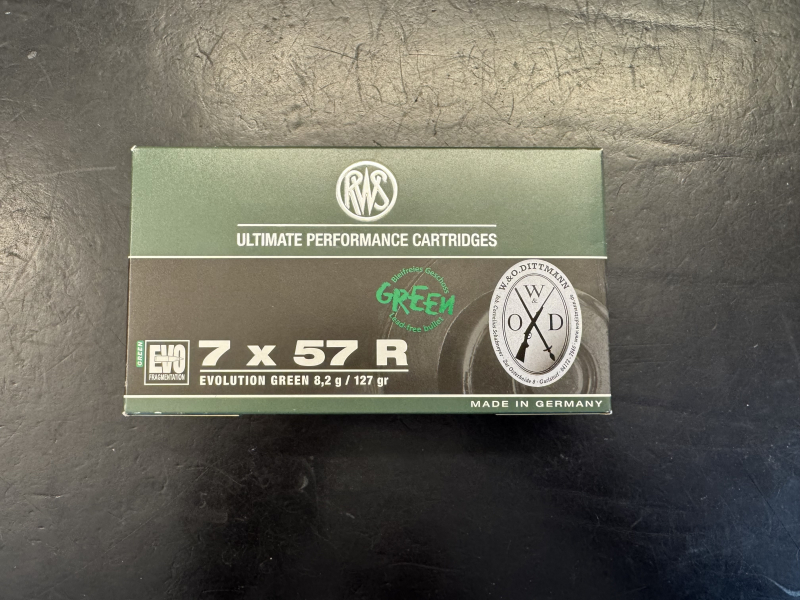 RWS
ULTIMATE PERFORMANCE CARTRIDGES
Bleifreies Geschoss
GREEN
Lead-free bullet
W.&O.DITTMANN
W
&
O D
GREEN
EVO
FRAGMENTATION
7 x 57 R
EVOLUTION GREEN 8,2 g / 127 gr
MADE IN GERMANY